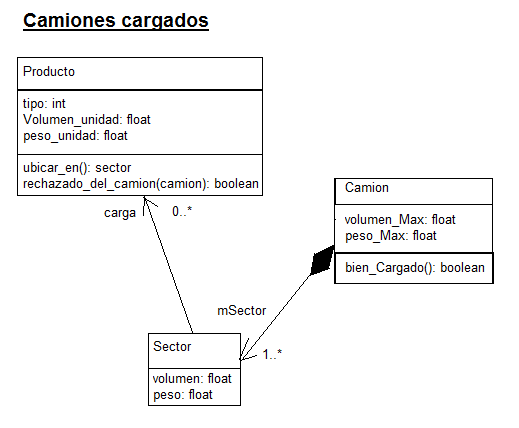 Camiones cargados
Producto
tipo: int
Volumen_unidad: float
peso_unidad: float
ubicar_en(): sector
rechazado_del_camion(camion): boolean
carga
0..*
Camion
volumen_Max: float
peso_Max: float
bien_Cargado(): boolean
mSector
1..*
Sector
volumen: float
peso: float